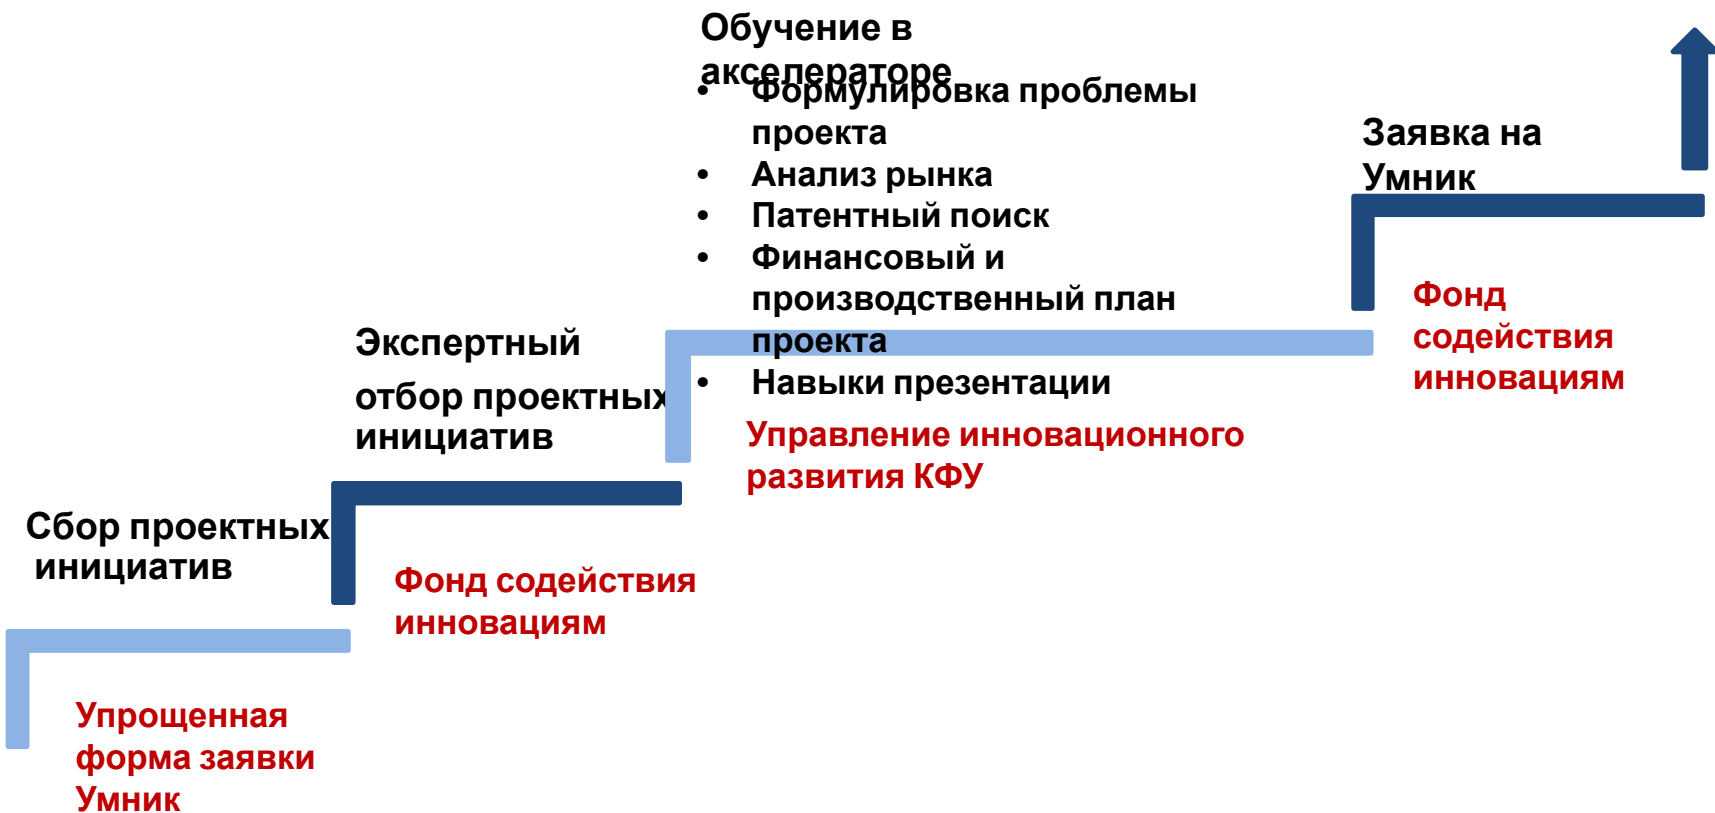 Сбор проектных
инициатив
Упрощенная
форма заявки
Умник
Экспертный
отбор проектных
инициатив
Фонд содействия
инновациям
Обучение в
акселераторе
• Формулировка проблемы
проекта
• Анализ рынка
• Патентный поиск
• Финансовый и
производственный план
проекта
• Навыки презентации
Управление инновационного
развития КФУ
Заявка на
Умник
Фонд
содействия
инновациям